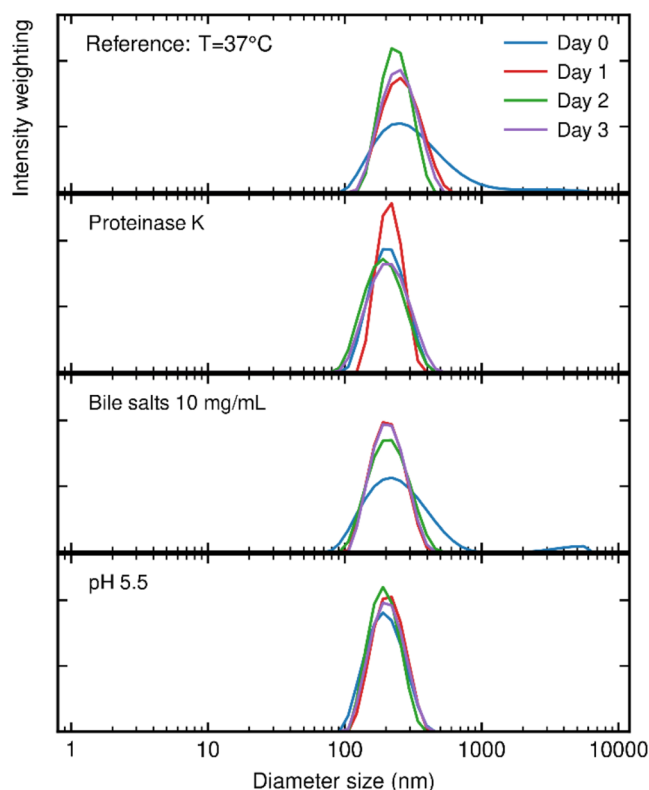 Reference: T=37°C
Day 0
Day 1
Day 2
Day 3
Intensity weighting
Proteinase K
Bile salts 10 mg/mL
pH 5.5
1 10 100 1000 10000
Diameter size (nm)